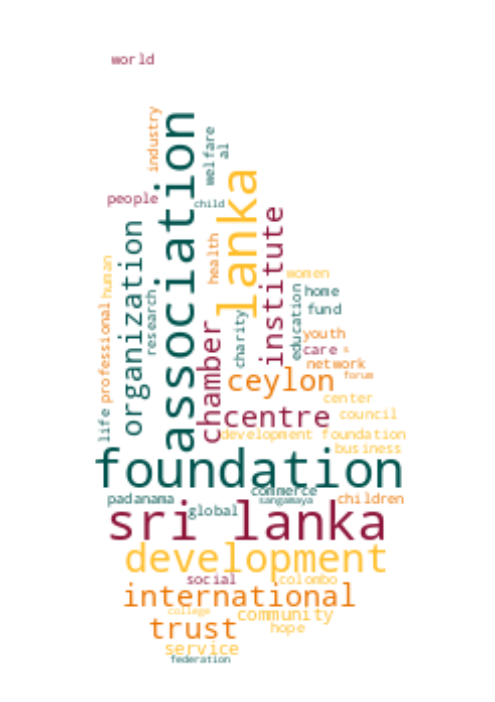 world
industry
association
welfare
al
people
child
lanka
organization
institute
health
human
women
research
education
home
professional
fund
charity
chamber
youth
care
network
ceylon
forum
life
center
centre
council
development foundation
business
foundation
commerce
padanama
sangamaya
children
global
sri lanka
development
social
colombo
international
college
community
trust
hope
service
federation